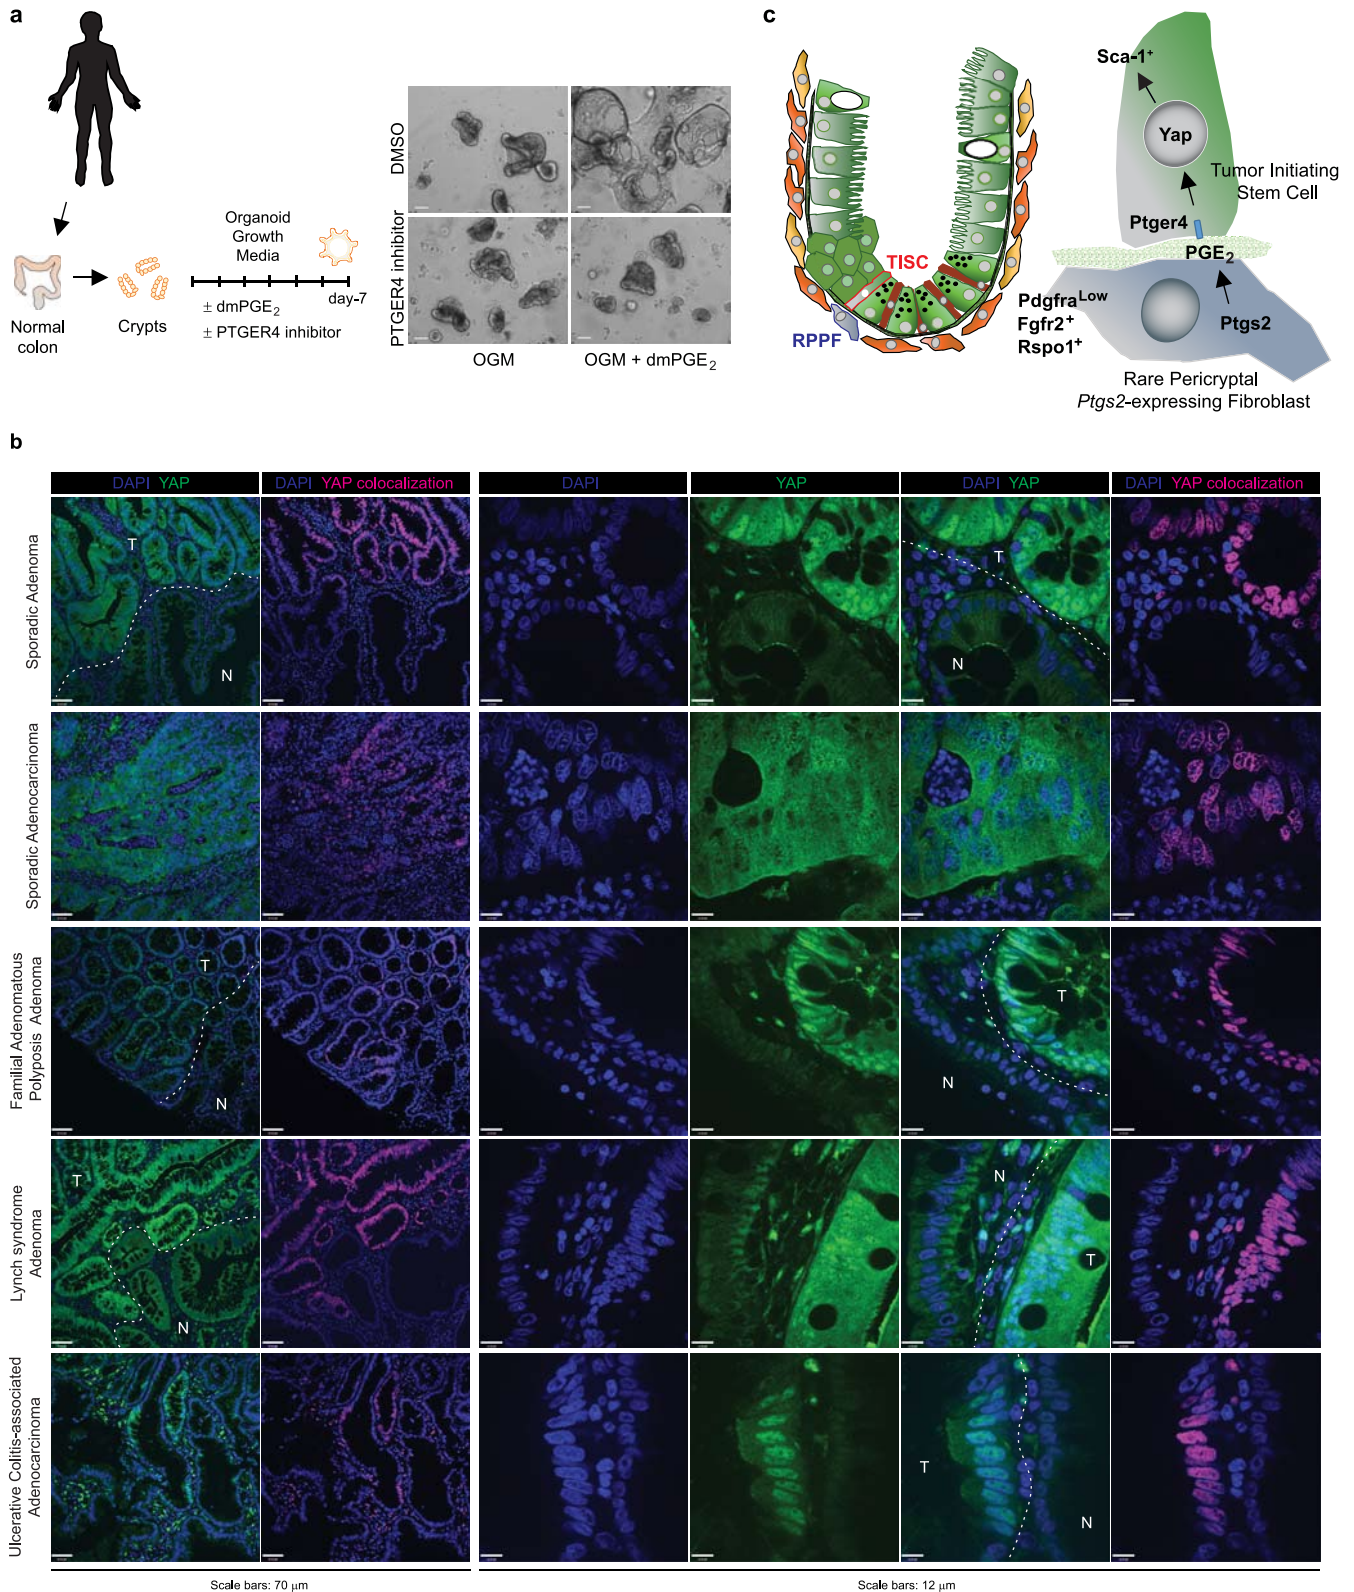 a
Normal
colon
Crypts
Organoid
Growth
Media
day-7
± dmPGE2
± PTGER4 inhibitor
DMSO
PTGER4 inhibitor
OGM
OGM + dmPGE2
c
TISC
RPPF
Sca-1+
Yap
Tumor Initiating
Stem Cell
Ptger4
PGE2
PdgfraLow
Fgfr2+
Rspo1+
Ptgs2
Rare Pericryptal
Ptgs2-expressing Fibroblast
b
DAPI YAP
DAPI YAP colocalization
DAPI
YAP
DAPI YAP
DAPI YAP colocalization
Sporadic Adenoma
T
N
T
N
Sporadic Adenocarcinoma
Familial Adenomatous
Polyposis Adenoma
T
N
T
N
Lynch syndrome
Adenoma
T
N
N
T
Ulcerative Colitis-associated
Adenocarcinoma
T
N
Scale bars: 70 μm
Scale bars: 12 μm